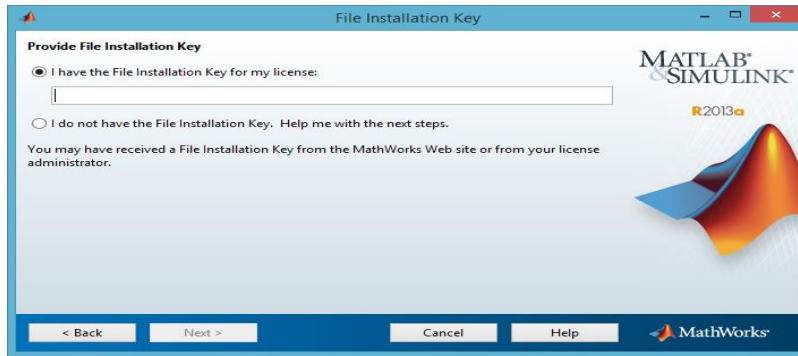 File Installation Key
Provide File Installation Key
I have the File Installation Key for my license:
I do not have the File Installation Key. Help me with the next steps.
You may have received a File Installation Key from the MathWorks Web site or from your license
administrator.
MATLAB®
&SIMULINK®
R2013a
< Back
Next >
Cancel
Help
MathWorks®